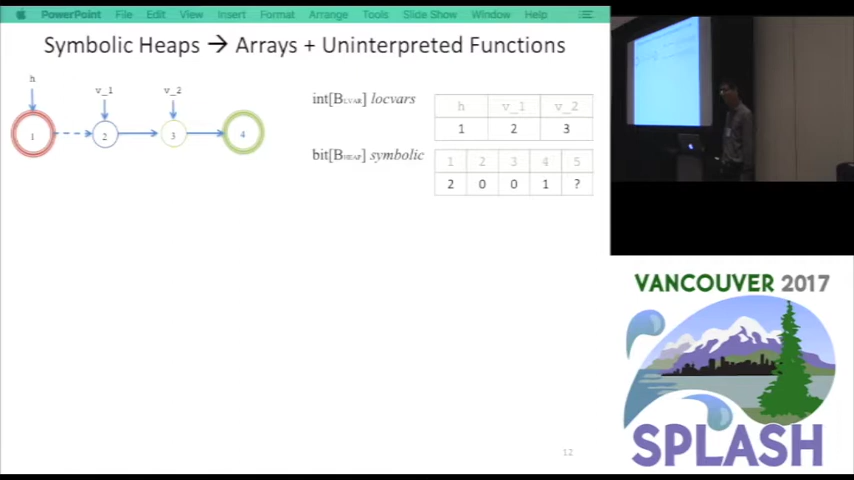 PowerPoint File Edit View Insert Format Arrange Tools Slide Show Window Help
Symbolic Heaps → Arrays + Uninterpreted Functions
h
v_1 v_2
1 2 3 4
int[B_LVAR] locvars
h v_1 v_2
1 2 3
bit[B_HEAP] symbolic
1 2 3 4 5
2 0 0 1 ?
12
VANCOUVER 2017
SPLASH